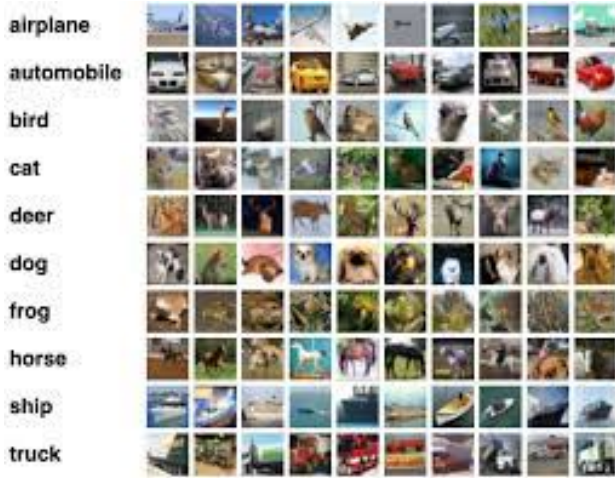 airplane
automobile
bird
cat
deer
dog
frog
horse
ship
truck